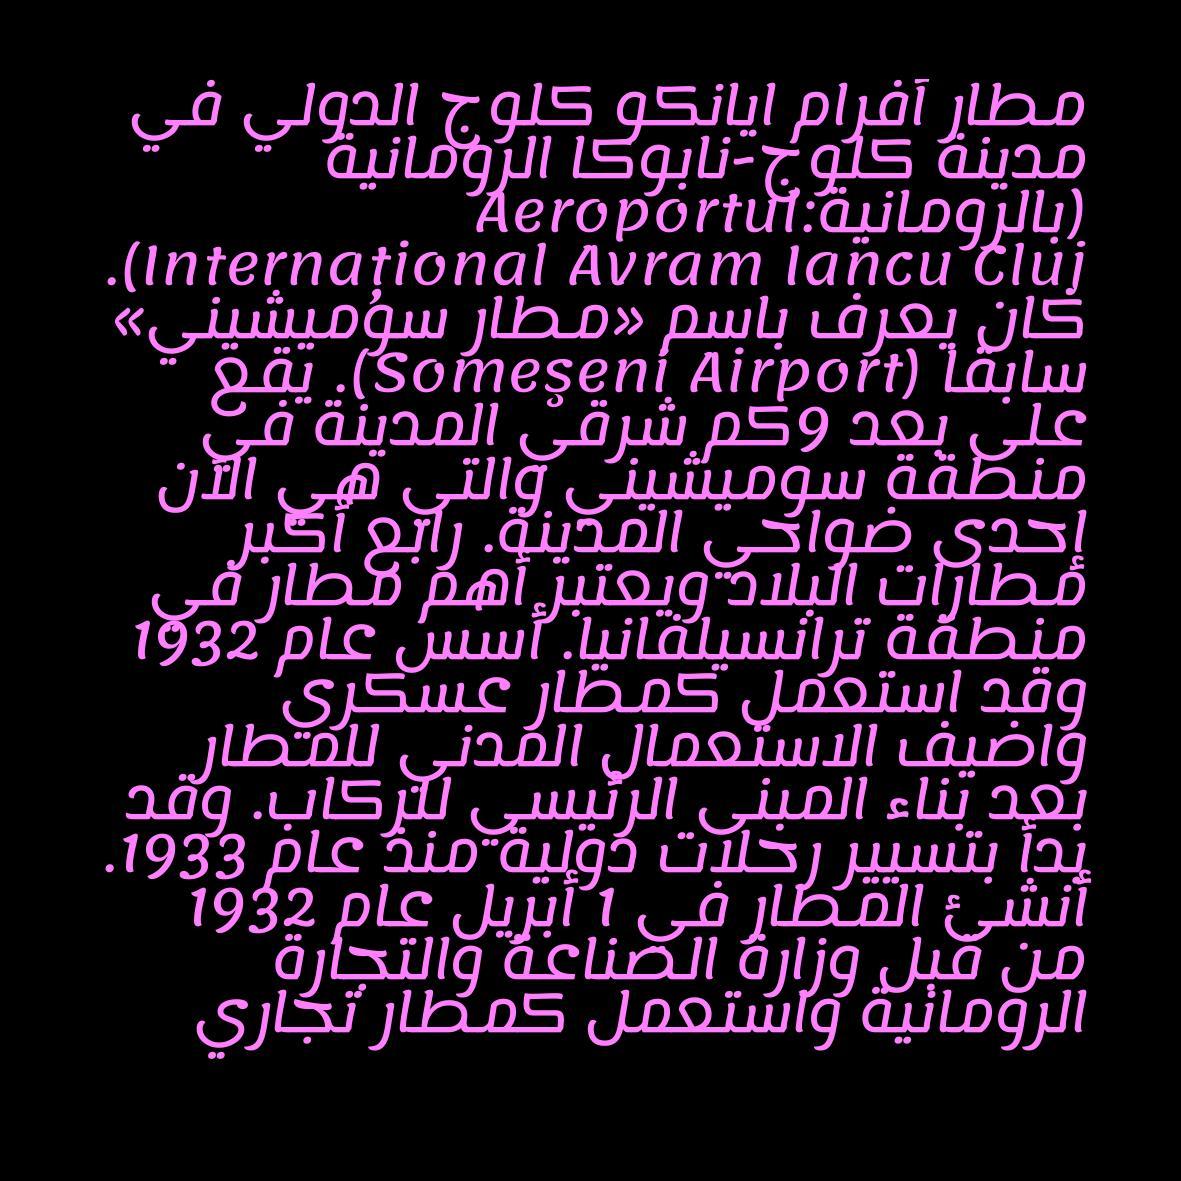 مطار آفرام ايانكو كلوج الدولي في
مدينة كلوج-نابوكا الرومانية
(بالرومانية:Aeroportul
Internaţional Avram Iancu Cluj).
كان يعرف باسم «مطار سوميشيني»
سابقا (Someşeni Airport). يقع
على بعد 9كم شرقي المدينة في
منطقة سوميشيني والتي هي الآن
إحدى ضواحي المدينة. رابع أكبر
مطارات البلاد ويعتبر أهم مطار في
منطقة ترانسيلفانيا. أسس عام 1932
وقد استعمل كمطار عسكري
واضيف الاستعمال المدني للمطار
بعد بناء المبنى الرئيسي للركاب. وقد
بدأ بتسيير رحلات دولية منذ عام 1933.
أنشئ المطار في 1 أبريل عام 1932
من قبل وزارة الصناعة والتجارة
الرومانية واستعمل كمطار تجاري